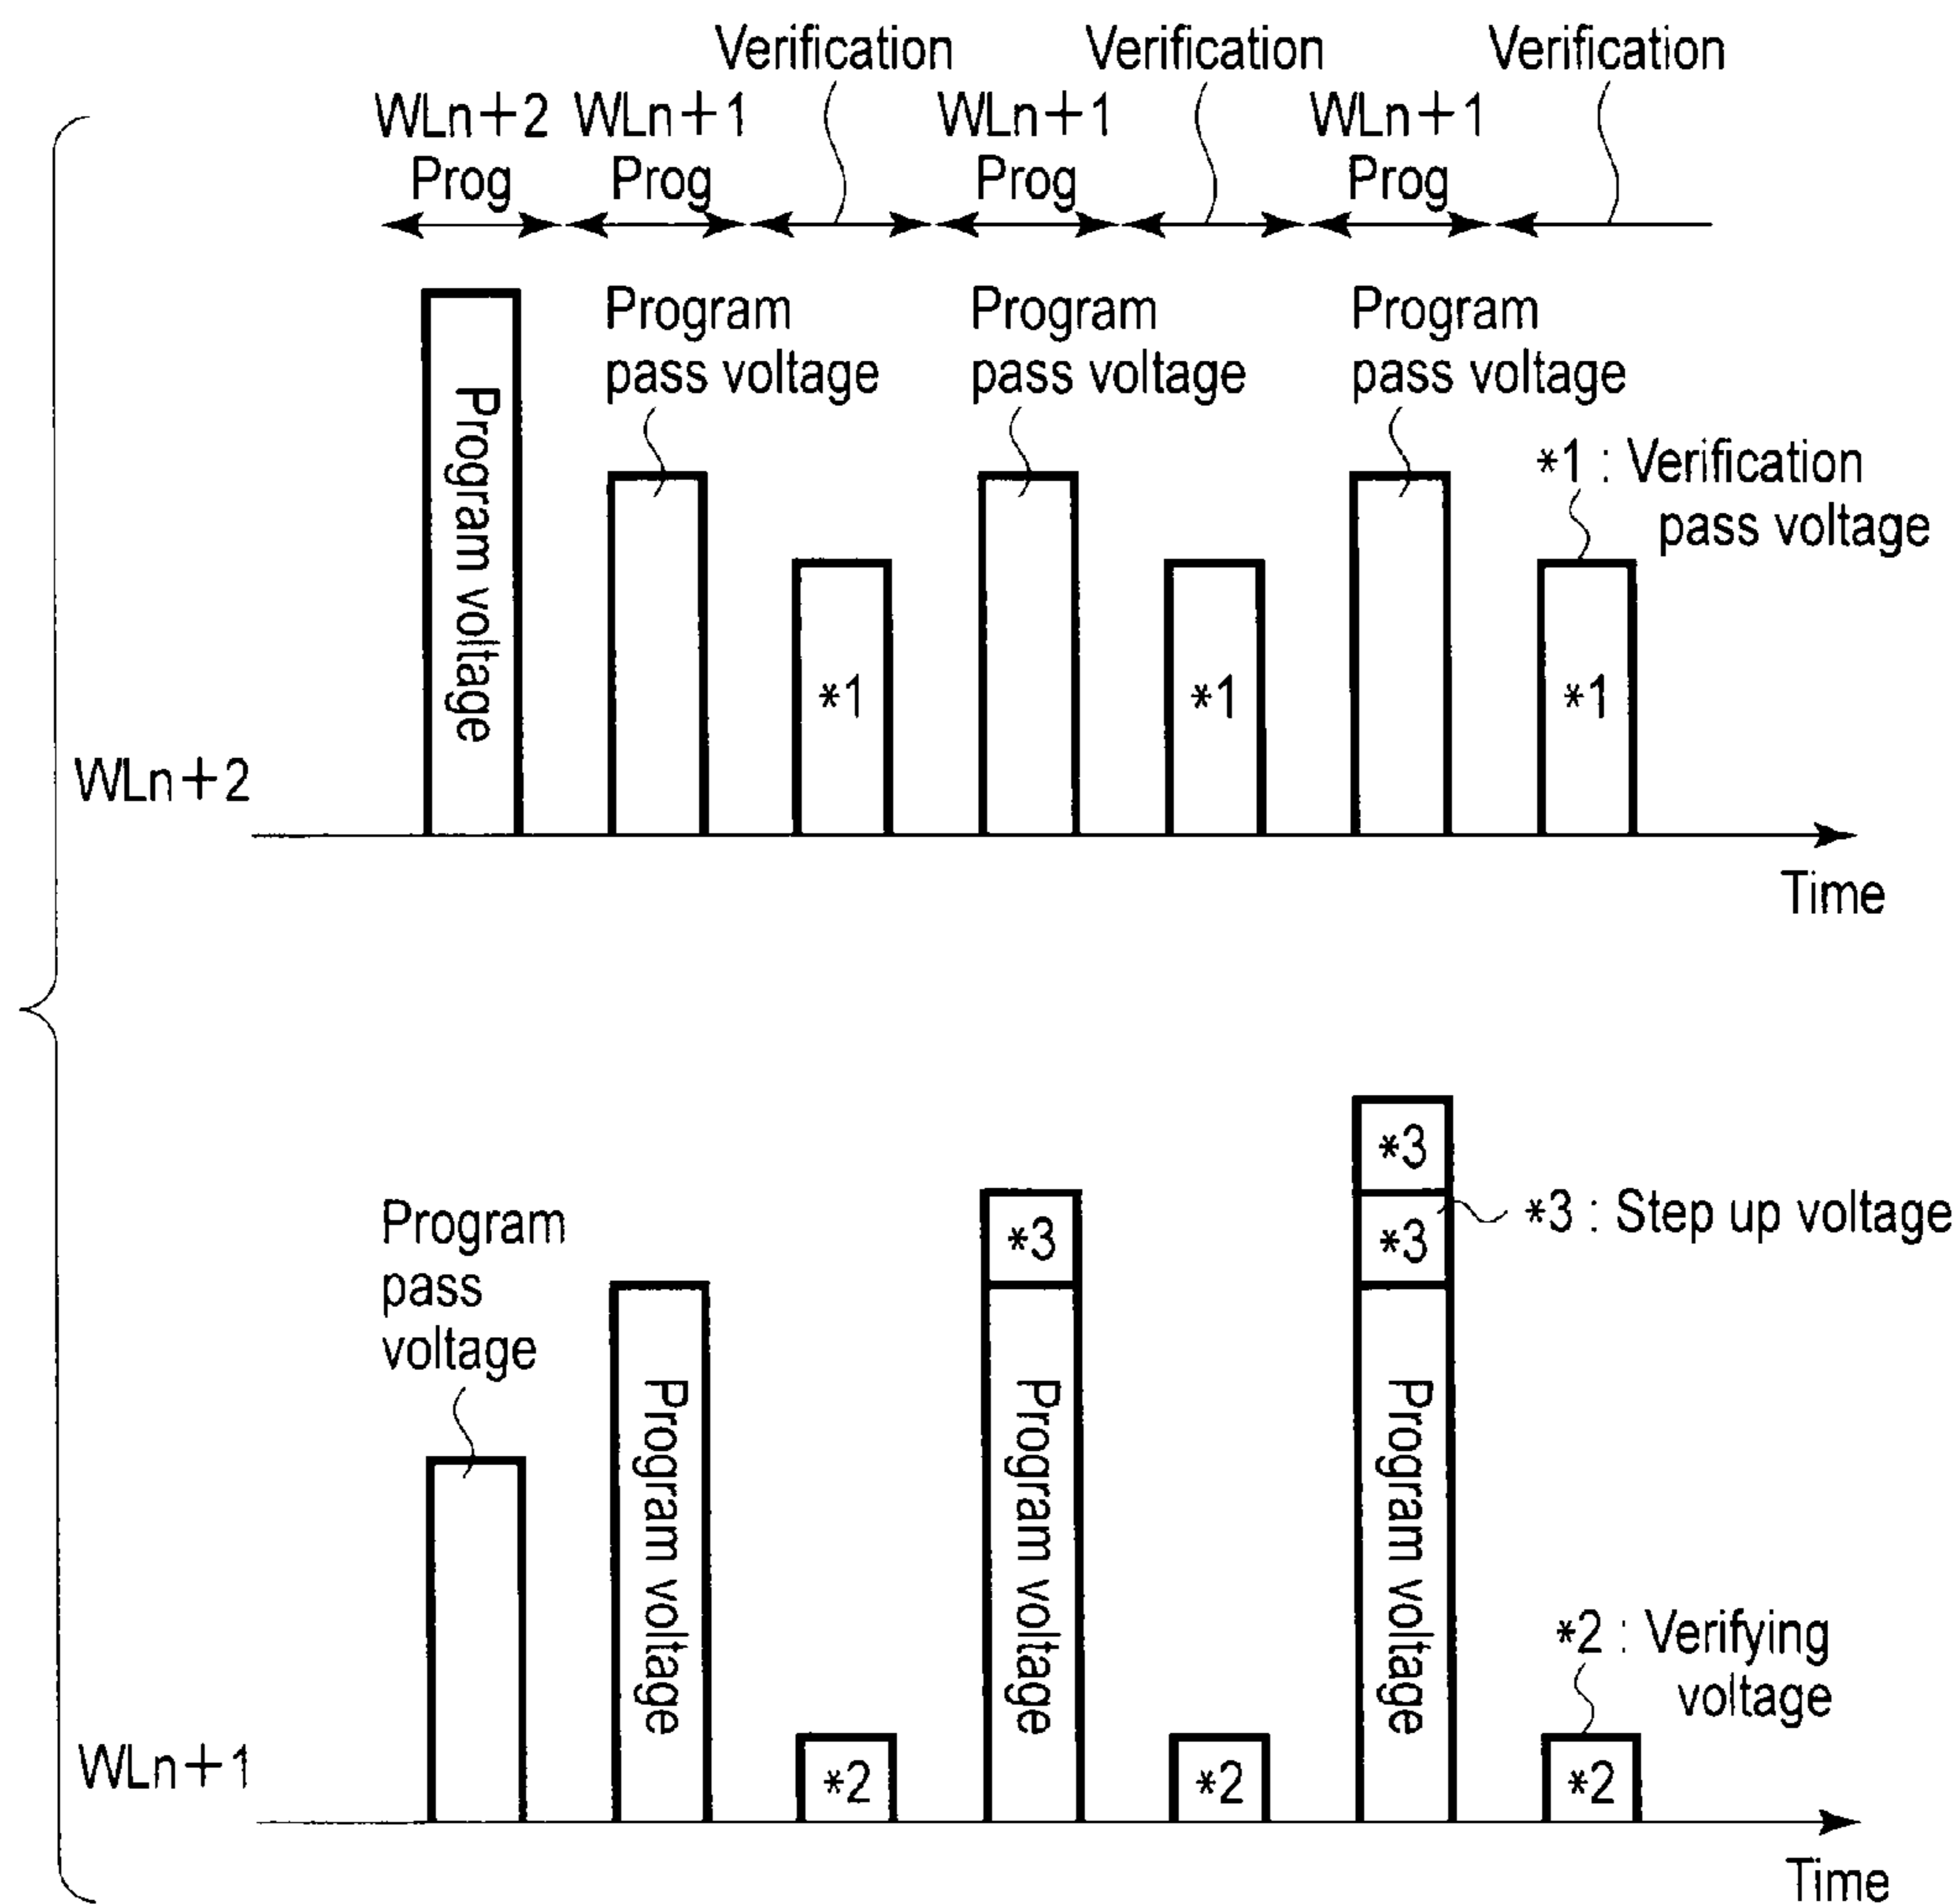 Verification Verification Verification
WLn+2 WLn+1 WLn+1 WLn+1
Prog Prog Prog Prog
Program Program Program
pass voltage pass voltage pass voltage
Program voltage
*1 : Verification
pass voltage
*1 *1 *1
WLn+2
Time
*3
*3 *3
*3 : Step up voltage
Program
pass
voltage
Program voltage Program voltage Program voltage
*2 : Verifying
voltage
WLn+1
*2 *2 *2
Time